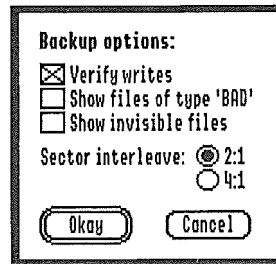 Backup options:
Verify writes
Show files of type 'BAD'
Show invisible files
Sector interleave: 2:1
4:1
Okay Cancel